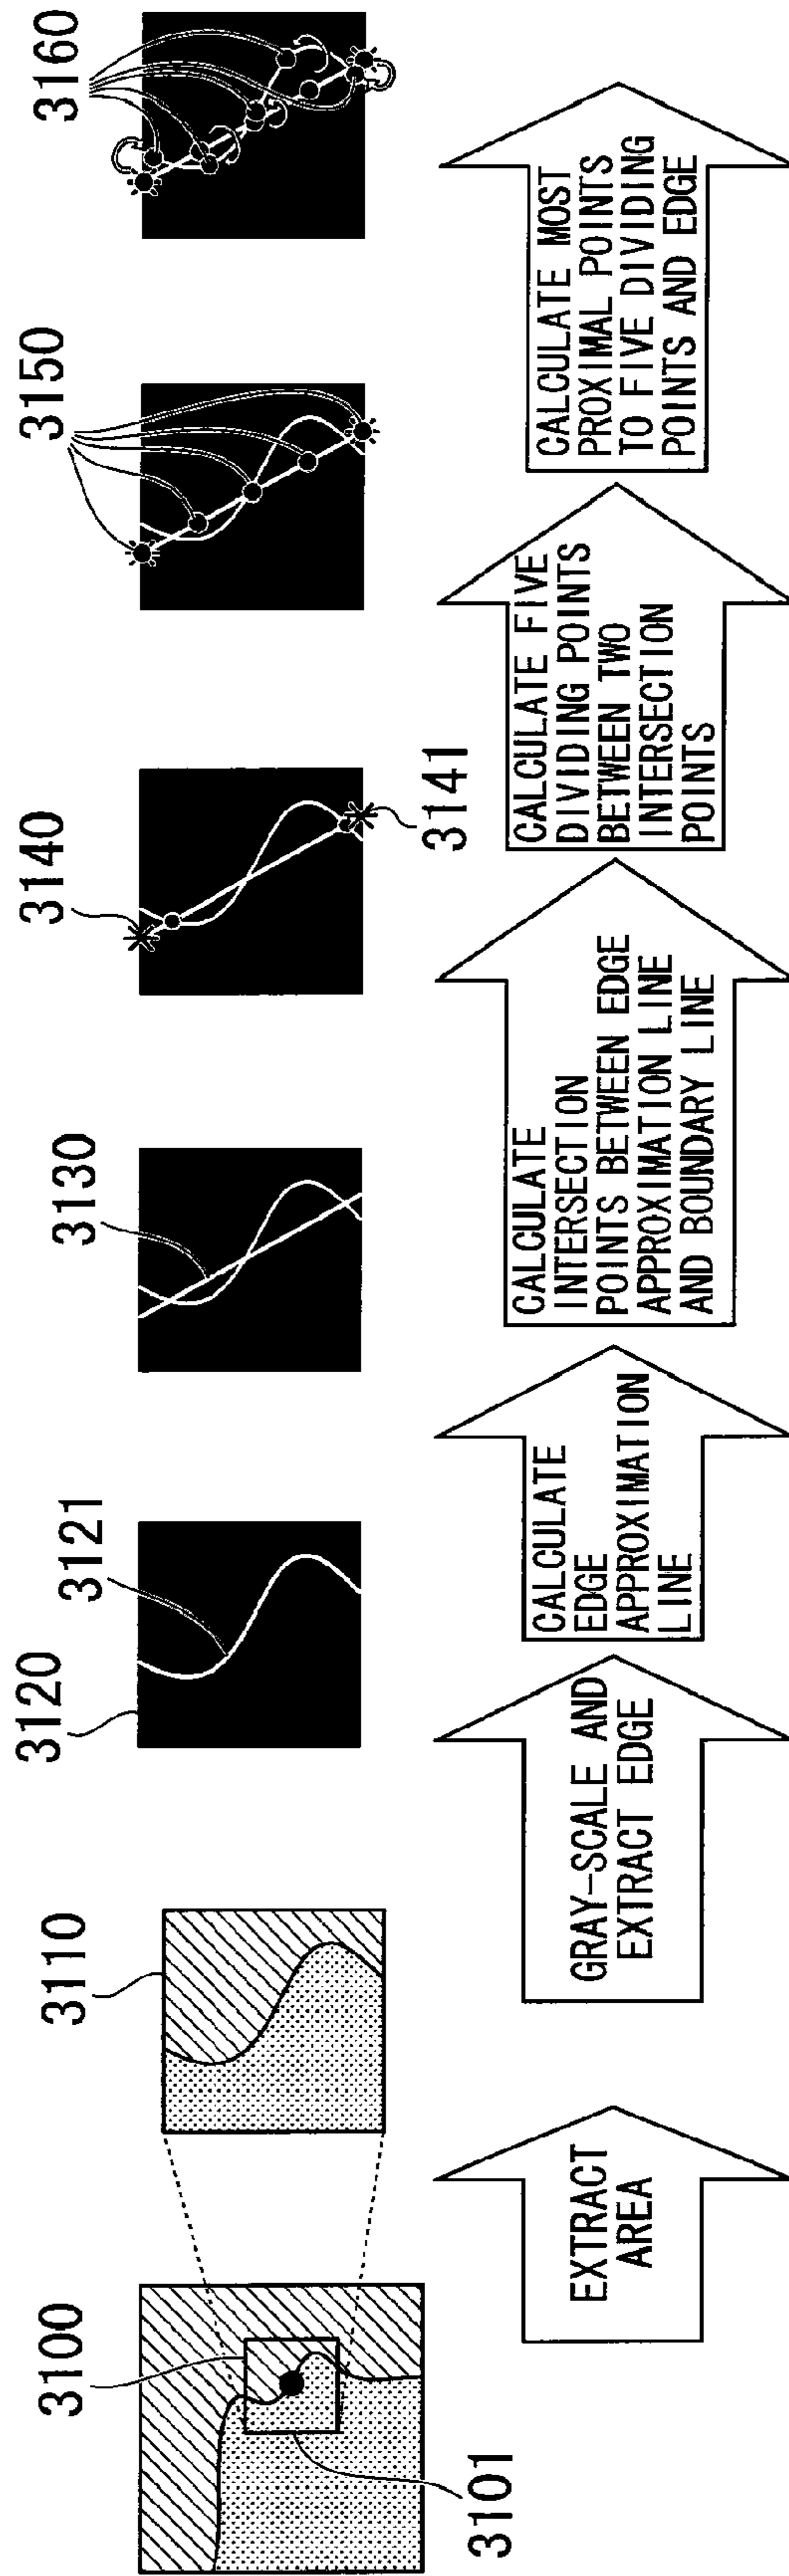 3100
3101
3110
3120
3121
3130
3140
3141
3150
3160
EXTRACT
AREA
GRAY-SCALE AND
EXTRACT EDGE
CALCULATE
EDGE
APPROXIMATION
LINE
CALCULATE
INTERSECTION
POINTS BETWEEN EDGE
APPROXIMATION LINE
AND BOUNDARY LINE
CALCULATE FIVE
DIVIDING POINTS
BETWEEN TWO
INTERSECTION
POINTS
CALCULATE MOST
PROXIMAL POINTS
TO FIVE DIVIDING
POINTS AND EDGE